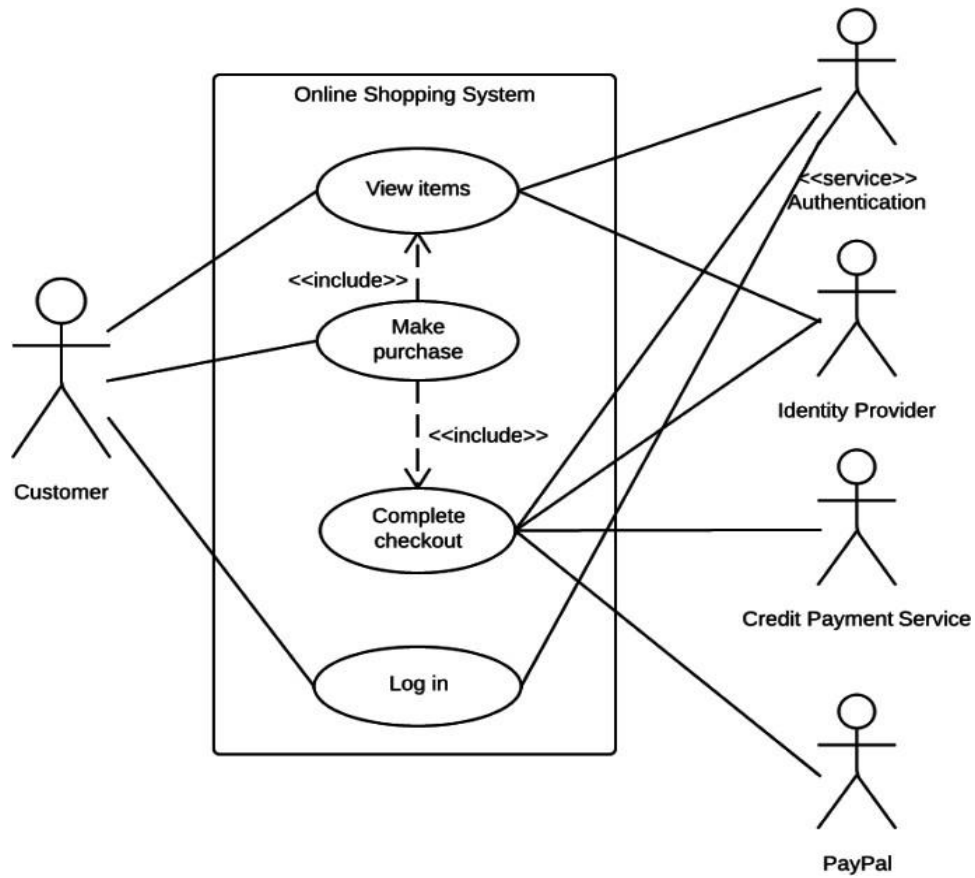 Online Shopping System
View items
<<service>>
Authentication
<<include>>
Make
purchase
Identity Provider
<<include>>
Customer
Complete
checkout
Credit Payment Service
Log in
PayPal